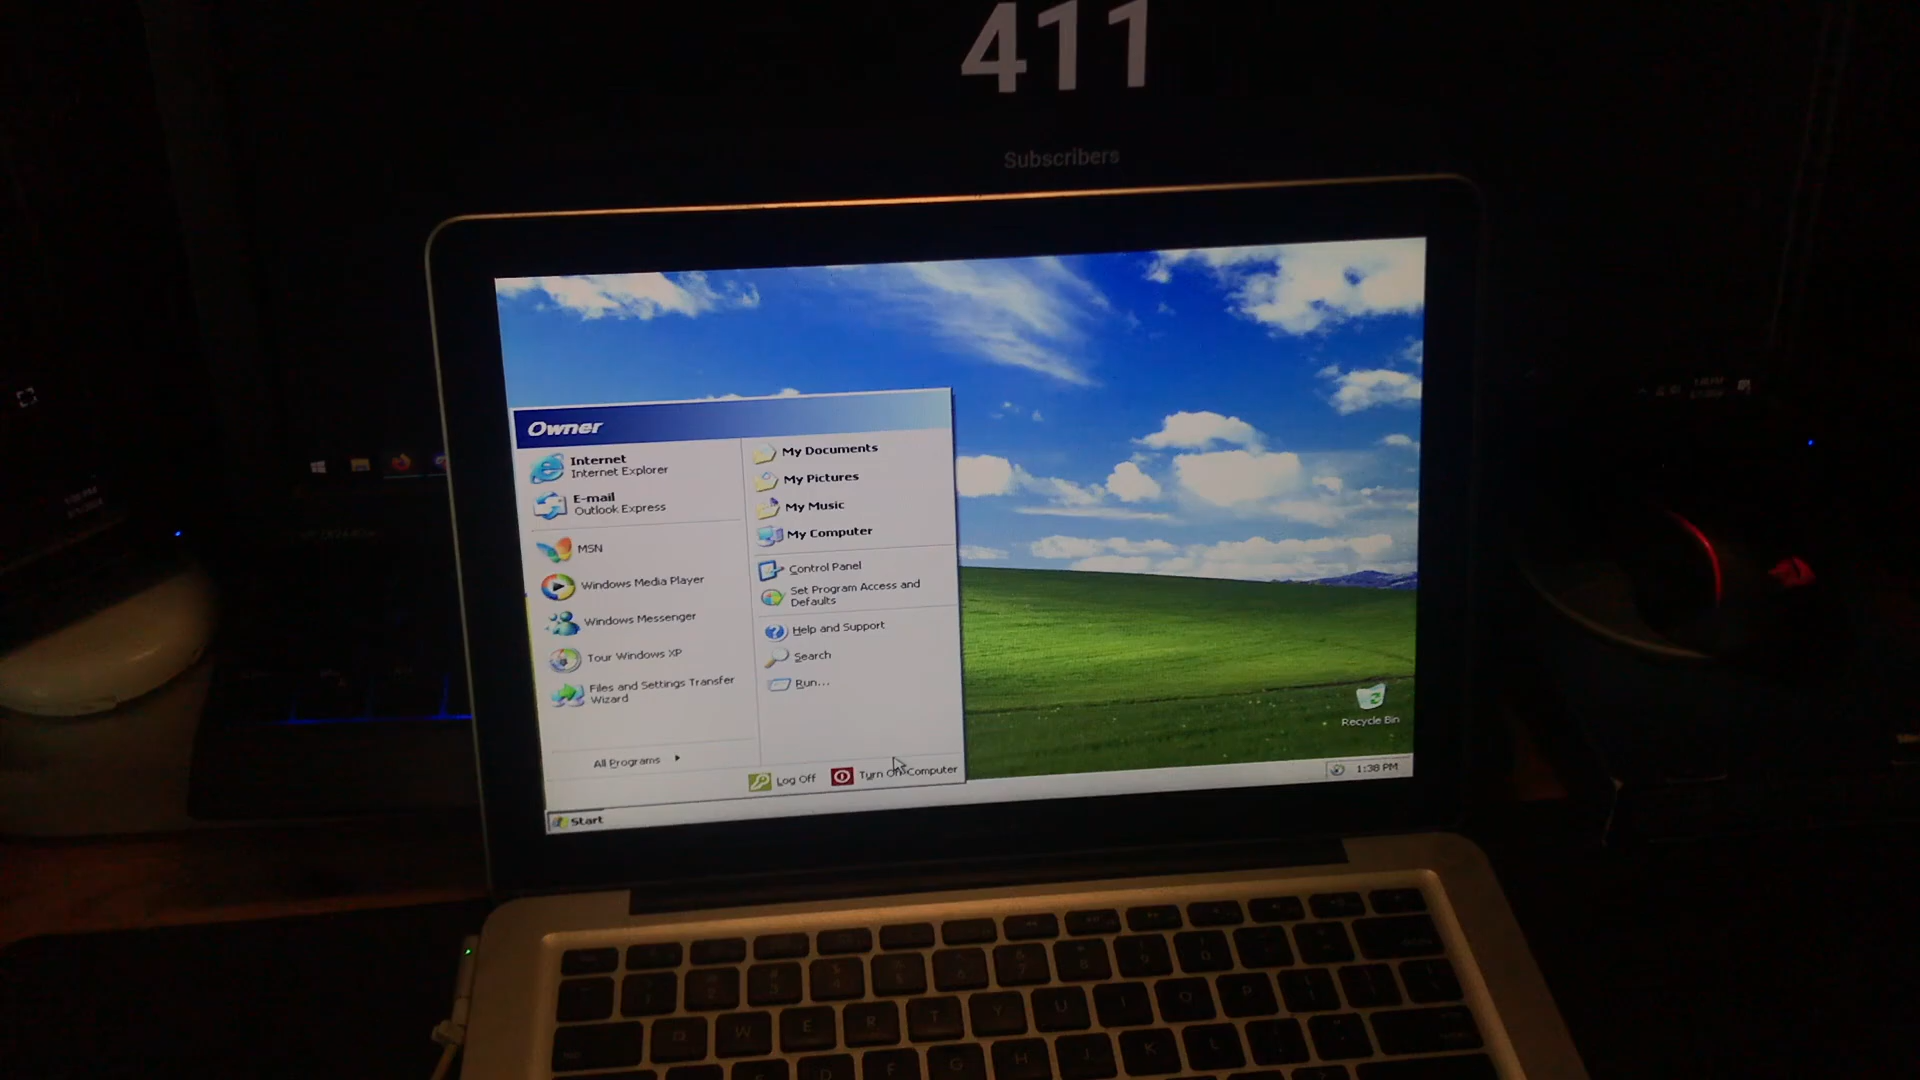 411
Subscribers
Owner
Internet
Internet Explorer
E-mail
Outlook Express
MSN
Windows Media Player
Windows Messenger
Tour Windows XP
Files and Settings Transfer
Wizard
All Programs
My Documents
My Pictures
My Music
My Computer
Control Panel
Set Program Access and
Defaults
Help and Support
Search
Run...
Log Off
Turn Off Computer
Start
Recycle Bin
1:38 PM
Q W E R T Y U I O P
D F G H J K L